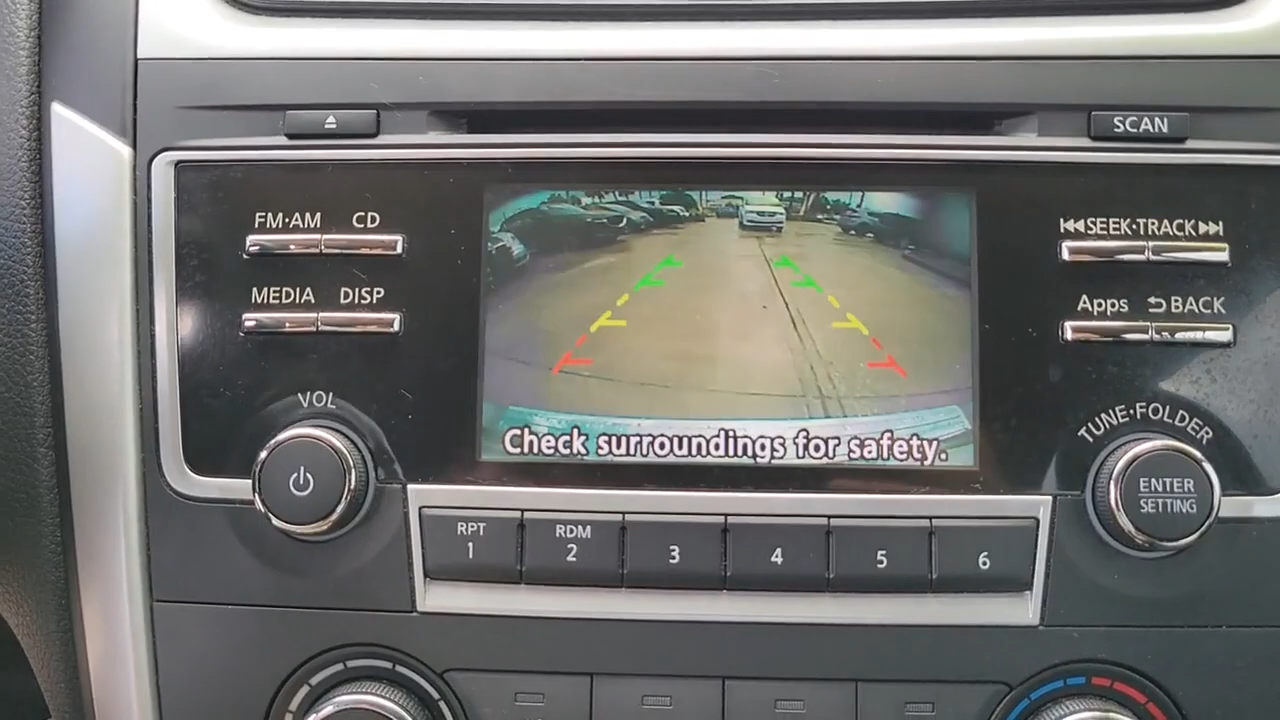 SCAN
FM·AM CD
MEDIA DISP
VOL
SEEK·TRACK
Apps BACK
TUNE·FOLDER
ENTER
SETTING
Check surroundings for safety.
RPT
1
RDM
2
3
4
5
6